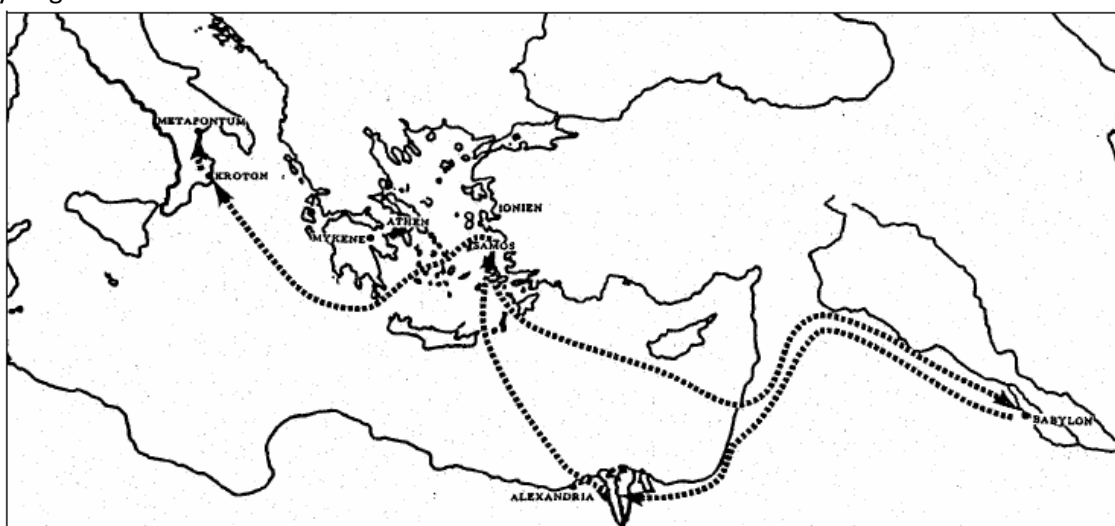 METAPONTUM
KROTON
IONIEN
ATHEN
MYKENE
SAMOS
BABYLON
ALEXANDRIA